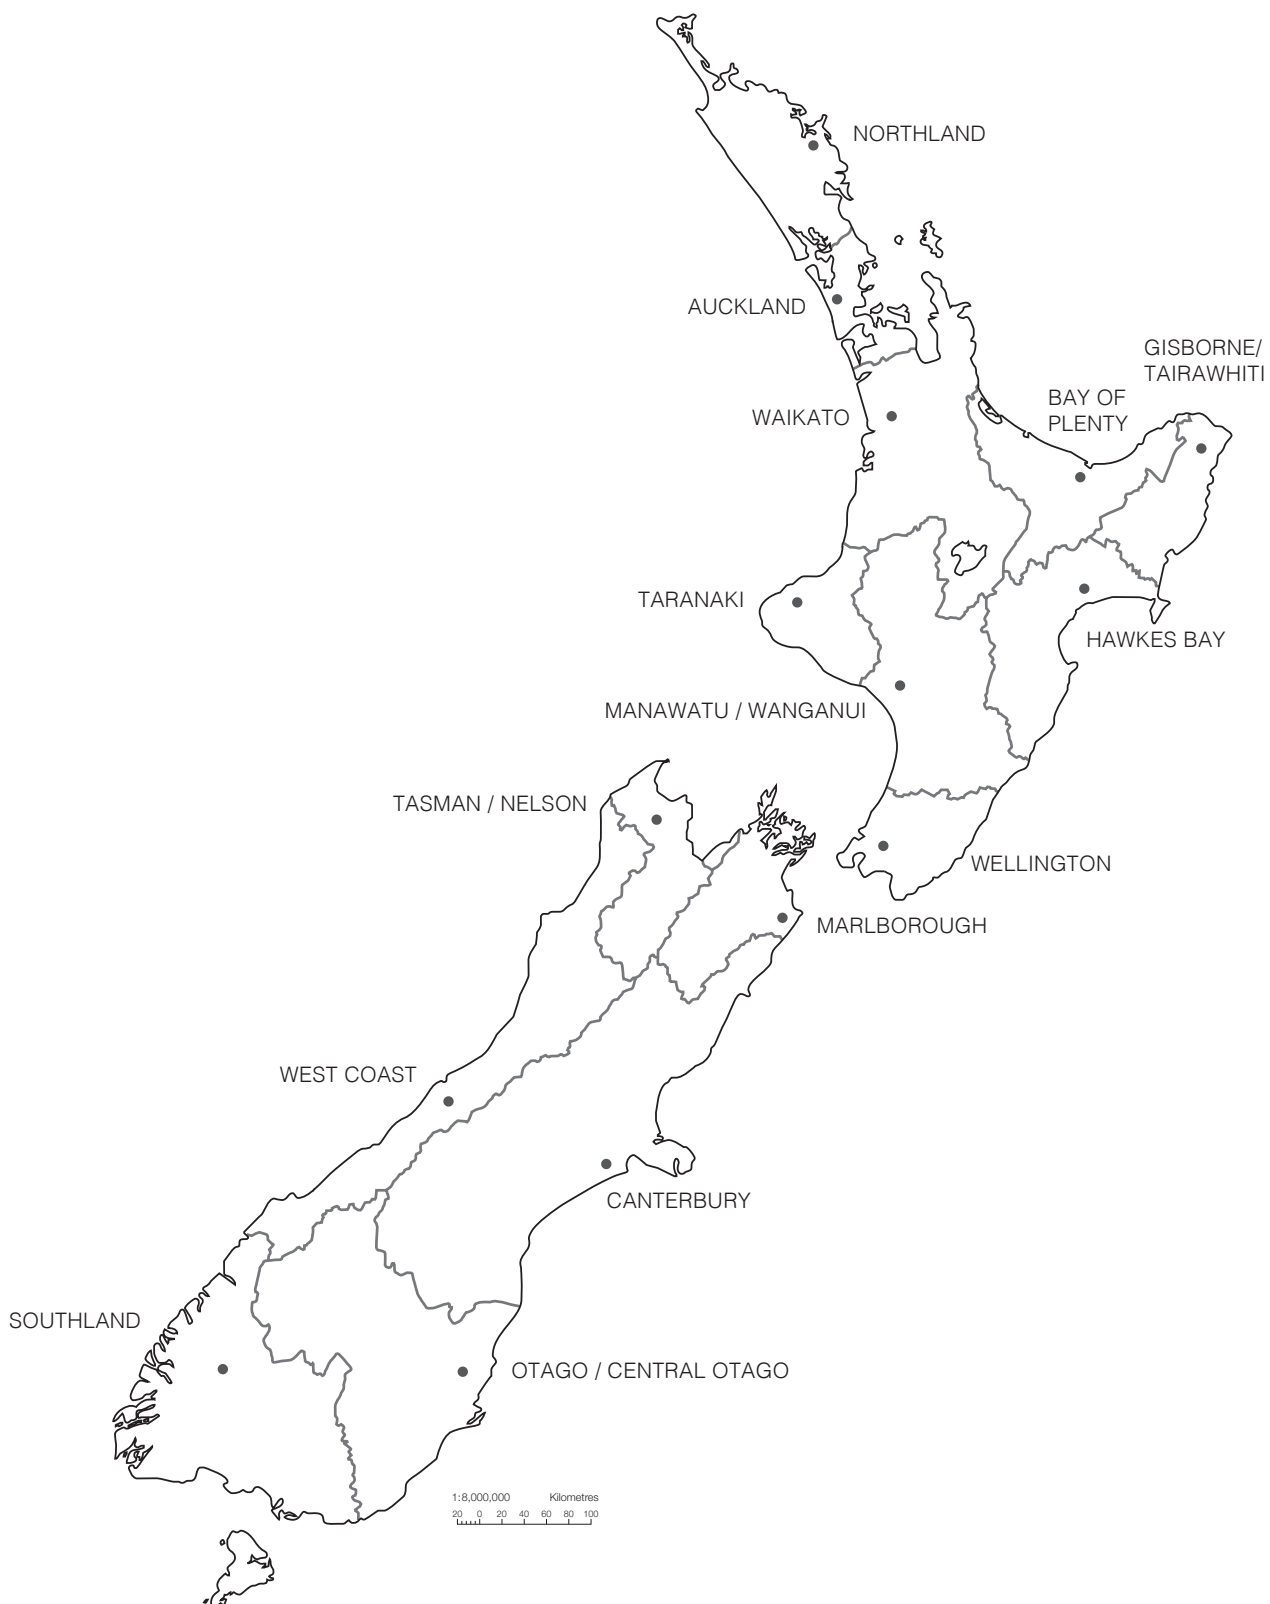 NORTHLAND
AUCKLAND
GISBORNE/
TAIRAWHITI
BAY OF
PLENTY
WAIKATO
TARANAKI
HAWKES BAY
MANAWATU / WANGANUI
TASMAN / NELSON
WELLINGTON
MARLBOROUGH
WEST COAST
CANTERBURY
SOUTHLAND
OTAGO / CENTRAL OTAGO
1:8,000,000 Kilometres
20 0 20 40 60 80 100